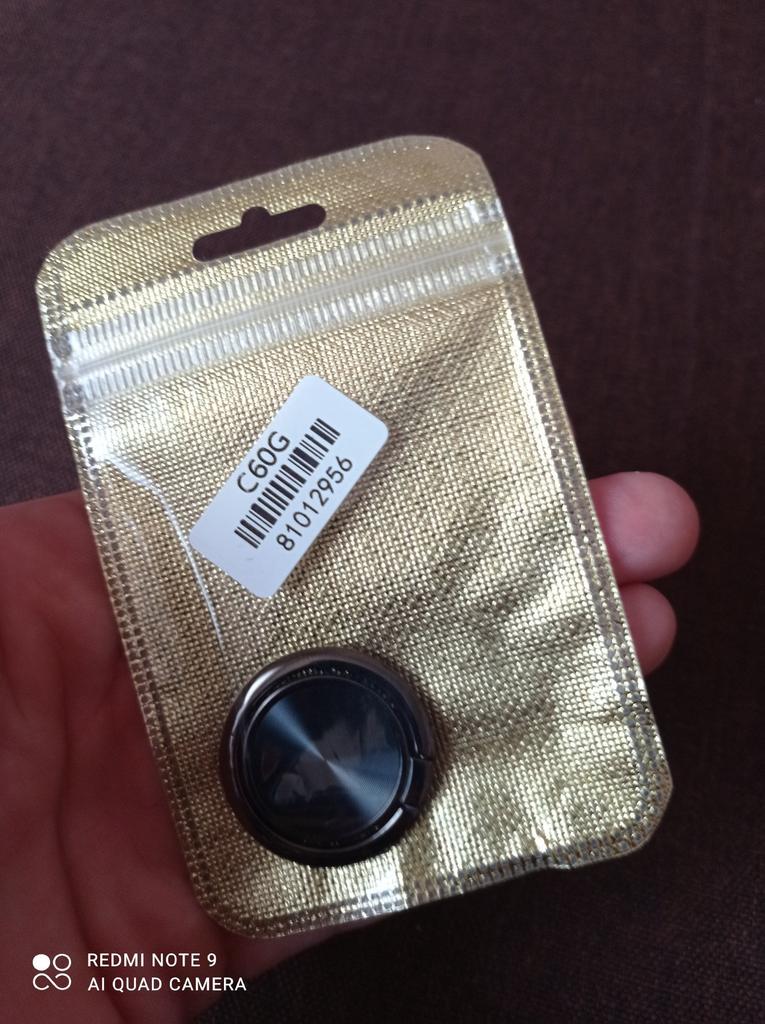 C60G
81012956
REDMI NOTE 9
AI QUAD CAMERA